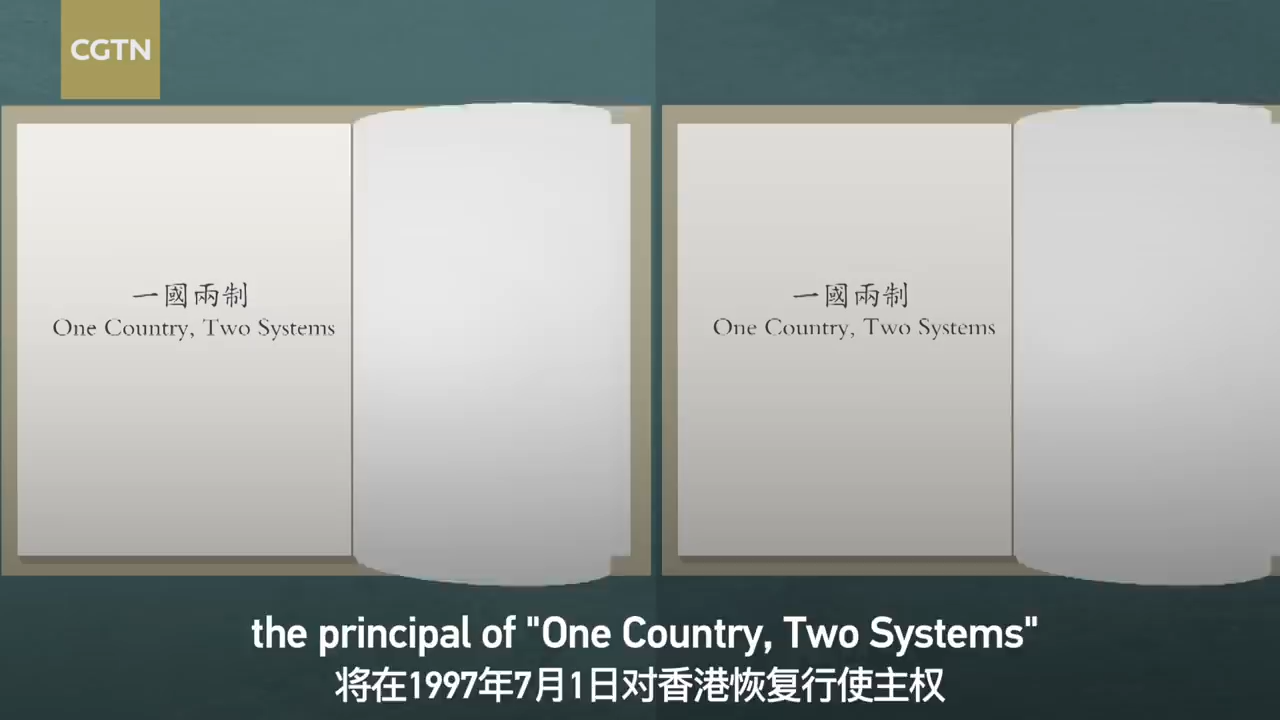 CGTN
一國兩制
One Country, Two Systems
一國兩制
One Country, Two Systems
the principal of "One Country, Two Systems"
将在1997年7月1日对香港恢复行使主权